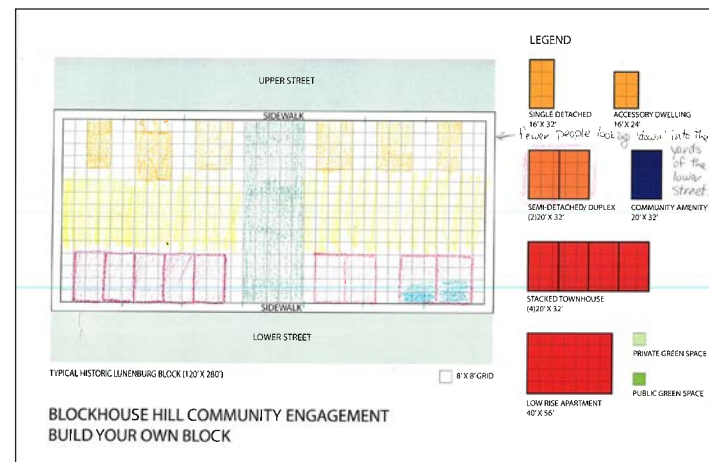 LEGEND
UPPER STREET
SIDEWALK
SINGLE DETACHED
16' X 32'
ACCESSORY DWELLING
16' X 24'
fewer people looking 'down' into the
yards
of the
lower
street.
SEMI-DETACHED/ DUPLEX
(2)20' X 32'
COMMUNITY AMENITY
20' X 32'
STACKED TOWNHOUSE
(4)20' X 32'
SIDEWALK
LOWER STREET
TYPICAL HISTORIC LUNENBURG BLOCK (120' X 280')
8' X 8' GRID
PRIVATE GREEN SPACE
PUBLIC GREEN SPACE
LOW RISE APARTMENT
40' X 56'
BLOCKHOUSE HILL COMMUNITY ENGAGEMENT
BUILD YOUR OWN BLOCK